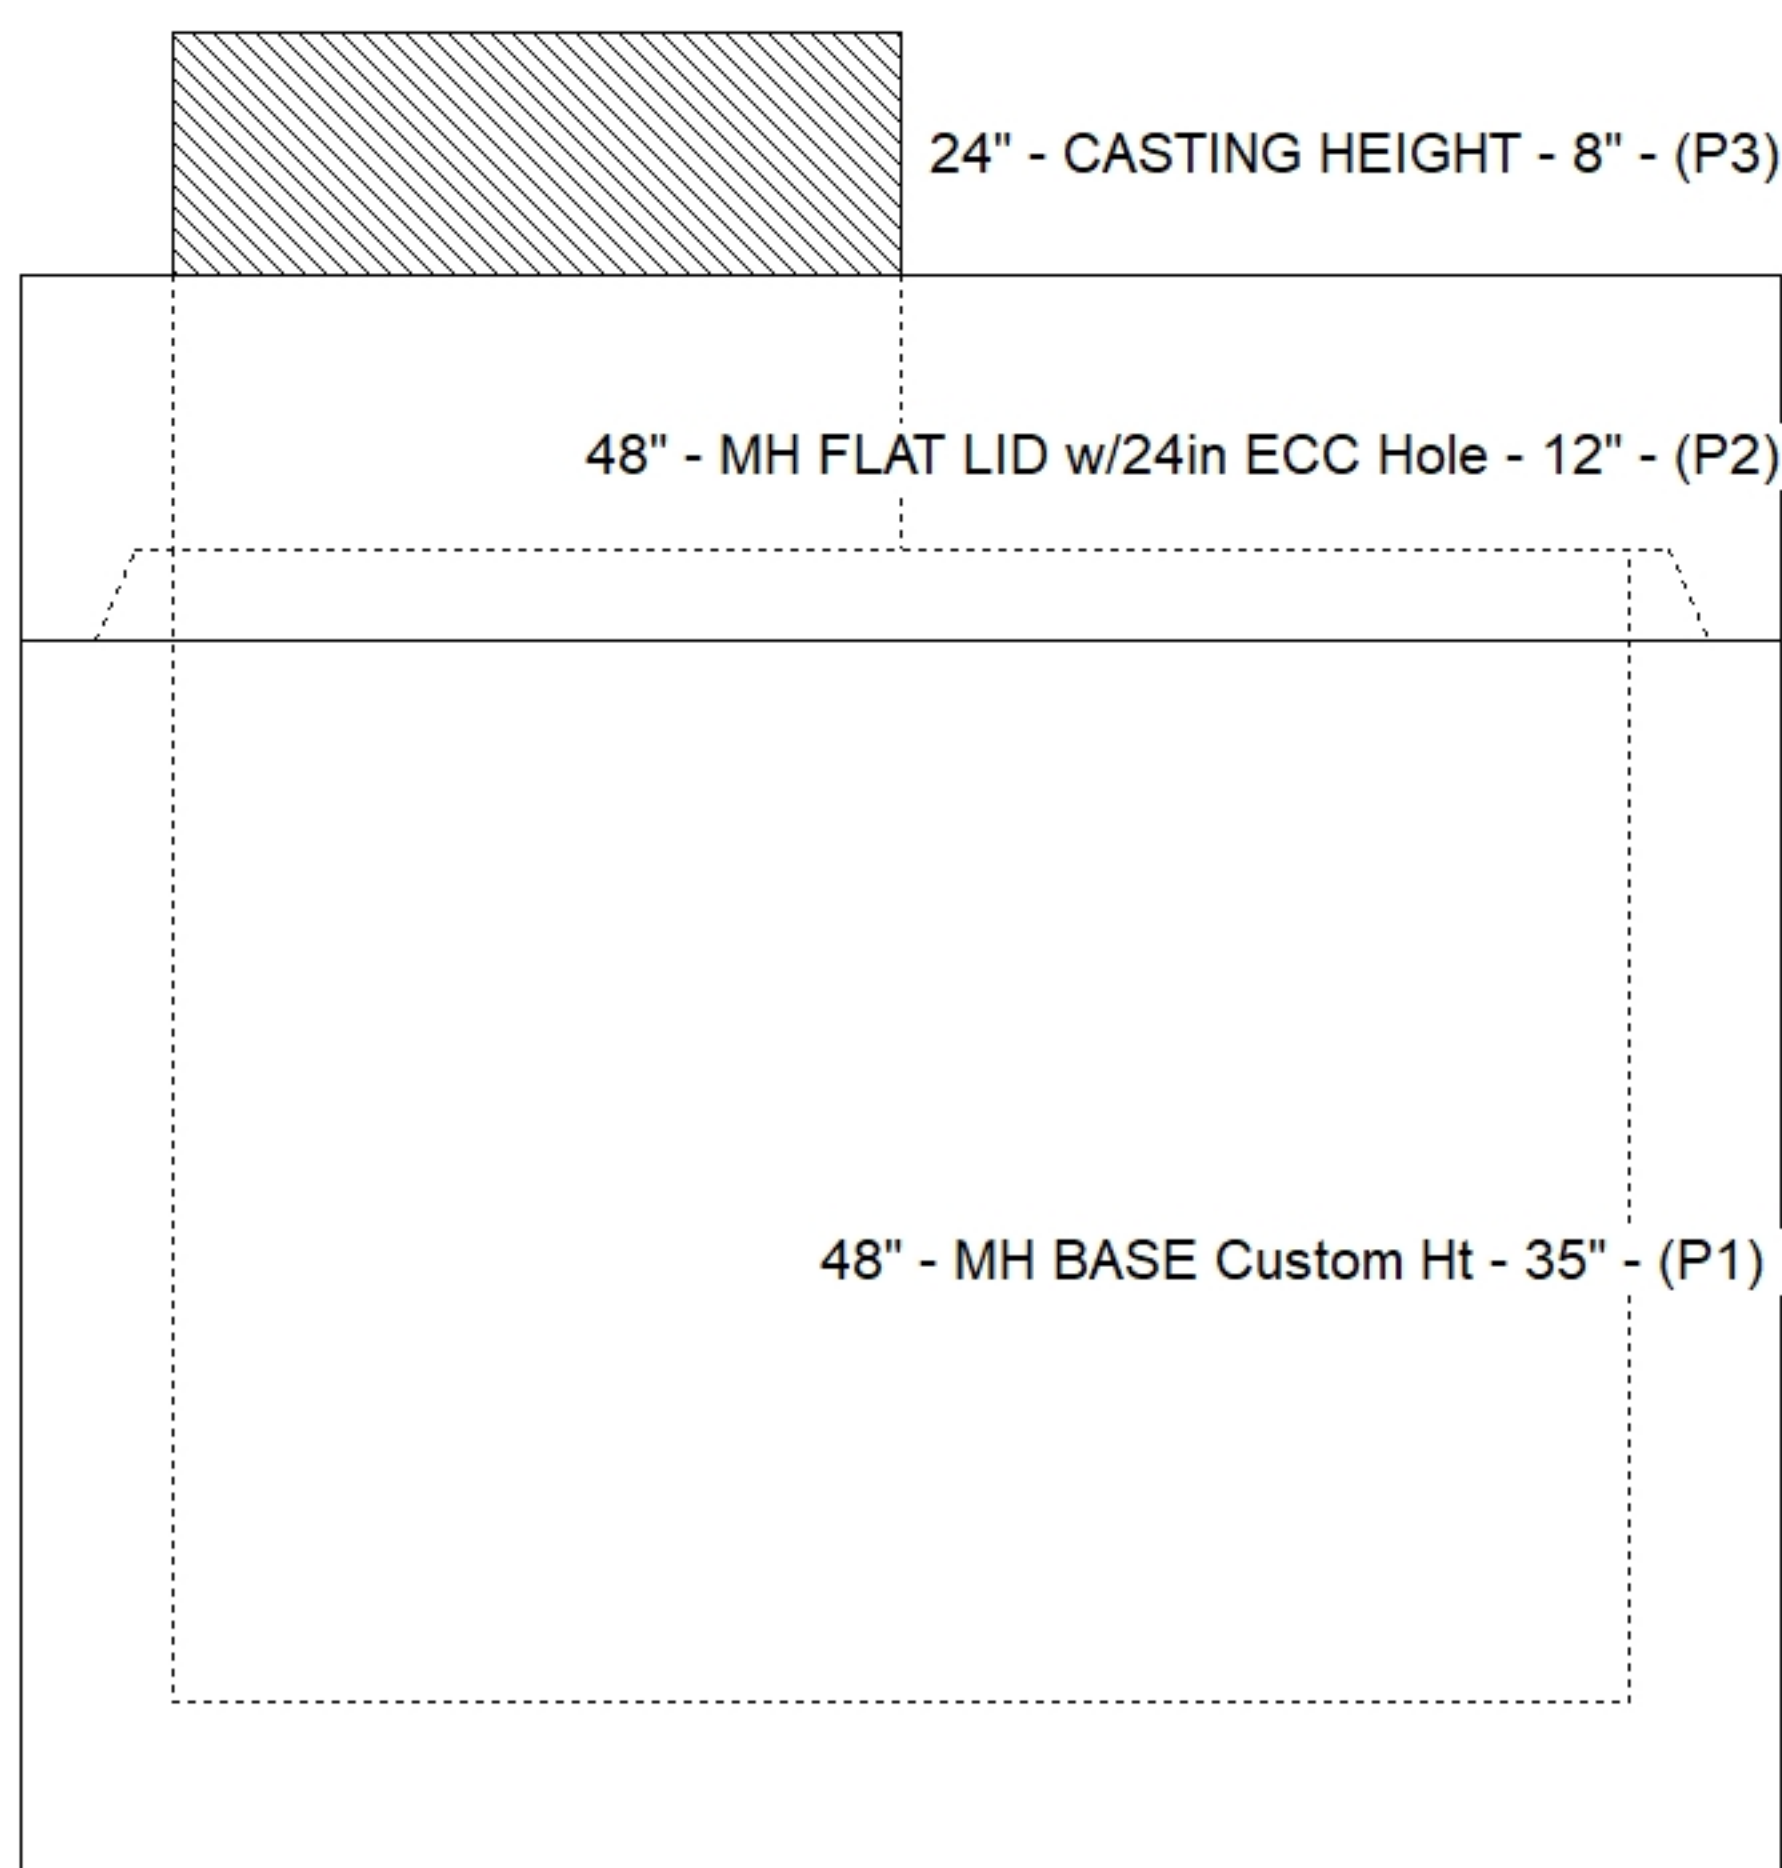 24" - CASTING HEIGHT - 8" - (P3)
48" - MH FLAT LID w/24in ECC Hole - 12" - (P2)
48" - MH BASE Custom Ht - 35" - (P1)